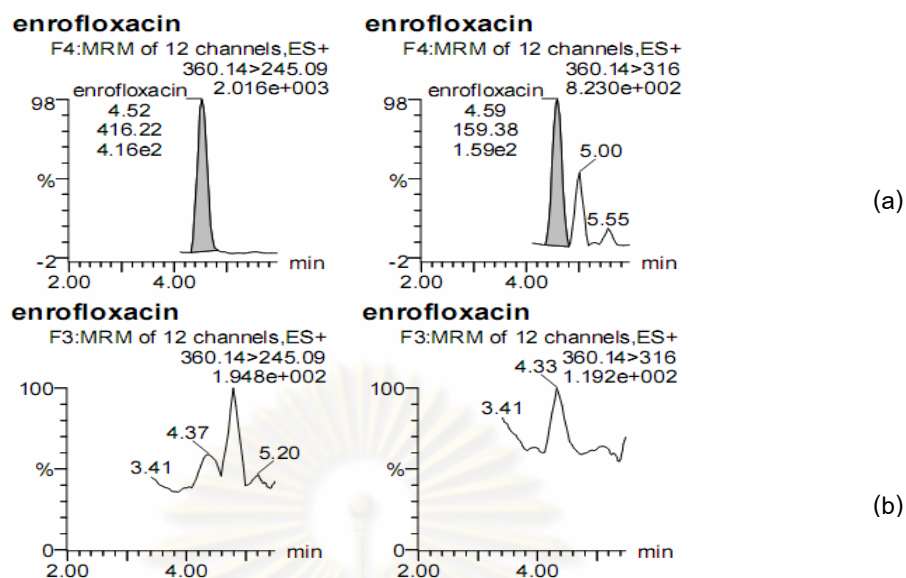 enrofloxacin
F4:MRM of 12 channels,ES+
360.14>245.09
2.016e+003
98
enrofloxacin
4.52
416.22
4.16e2
%
-2
2.00
4.00
min
enrofloxacin
F4:MRM of 12 channels,ES+
360.14>316
8.230e+002
98
enrofloxacin
4.59
159.38
1.59e2
5.00
%
5.55
-2
2.00
4.00
min
(a)
enrofloxacin
F3:MRM of 12 channels,ES+
360.14>245.09
1.948e+002
100
4.37
%
3.41
5.20
0
2.00
4.00
min
enrofloxacin
F3:MRM of 12 channels,ES+
360.14>316
1.192e+002
4.33
100
3.41
%
0
2.00
4.00
min
(b)